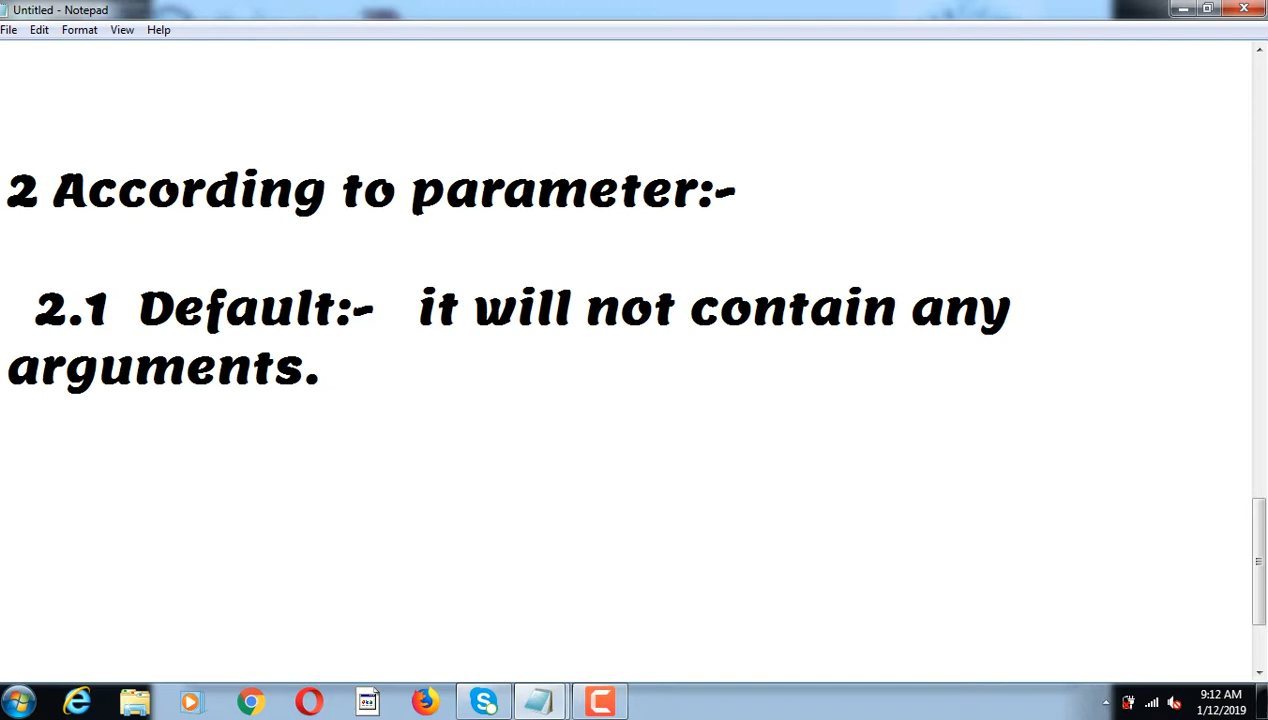 Untitled - Notepad
File Edit Format View Help
2 According to parameter:-
2.1 Default:- it will not contain any
arguments.
9:12 AM
1/12/2019